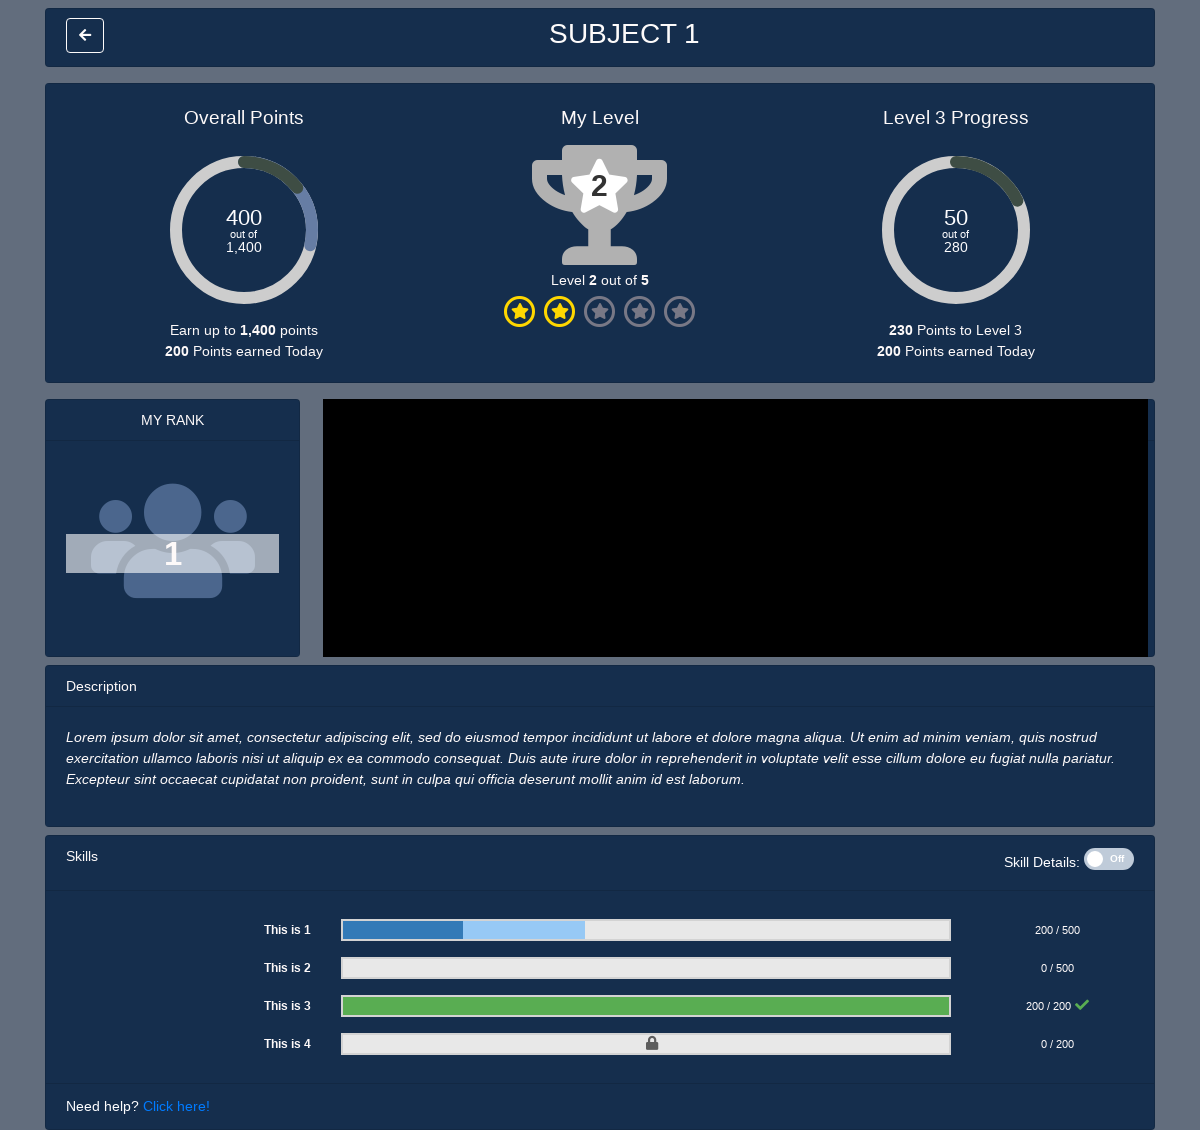 SUBJECT 1
Overall Points
400
out of
1,400
Earn up to 1,400 points
200 Points earned Today
My Level
2
Level 2 out of 5
Level 3 Progress
50
out of
280
230 Points to Level 3
200 Points earned Today
MY RANK
1
Description
Lorem ipsum dolor sit amet, consectetur adipiscing elit, sed do eiusmod tempor incididunt ut labore et dolore magna aliqua. Ut enim ad minim veniam, quis nostrud
exercitation ullamco laboris nisi ut aliquip ex ea commodo consequat. Duis aute irure dolor in reprehenderit in voluptate velit esse cillum dolore eu fugiat nulla pariatur.
Excepteur sint occaecat cupidatat non proident, sunt in culpa qui officia deserunt mollit anim id est laborum.
Skills
Skill Details: Off
This is 1 200 / 500
This is 2 0 / 500
This is 3 200 / 200
This is 4 0 / 200
Need help? Click here!